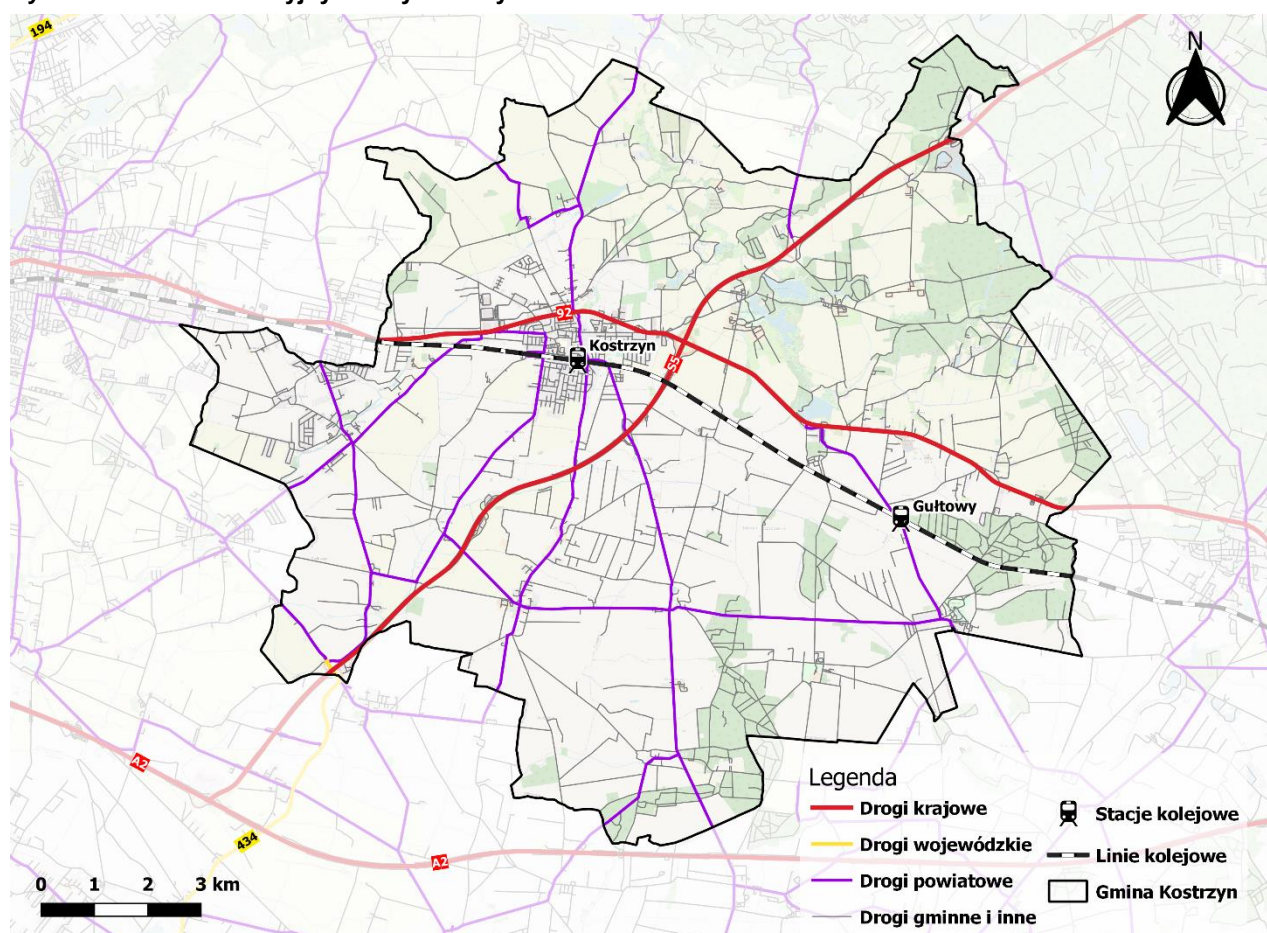 194
N
92
Kostrzyn
S5
Gułtowy
A2
434
A2
Legenda
Drogi krajowe
Drogi wojewódzkie
Drogi powiatowe
Drogi gminne i inne
Stacje kolejowe
Linie kolejowe
Gmina Kostrzyn
0 1 2 3 km